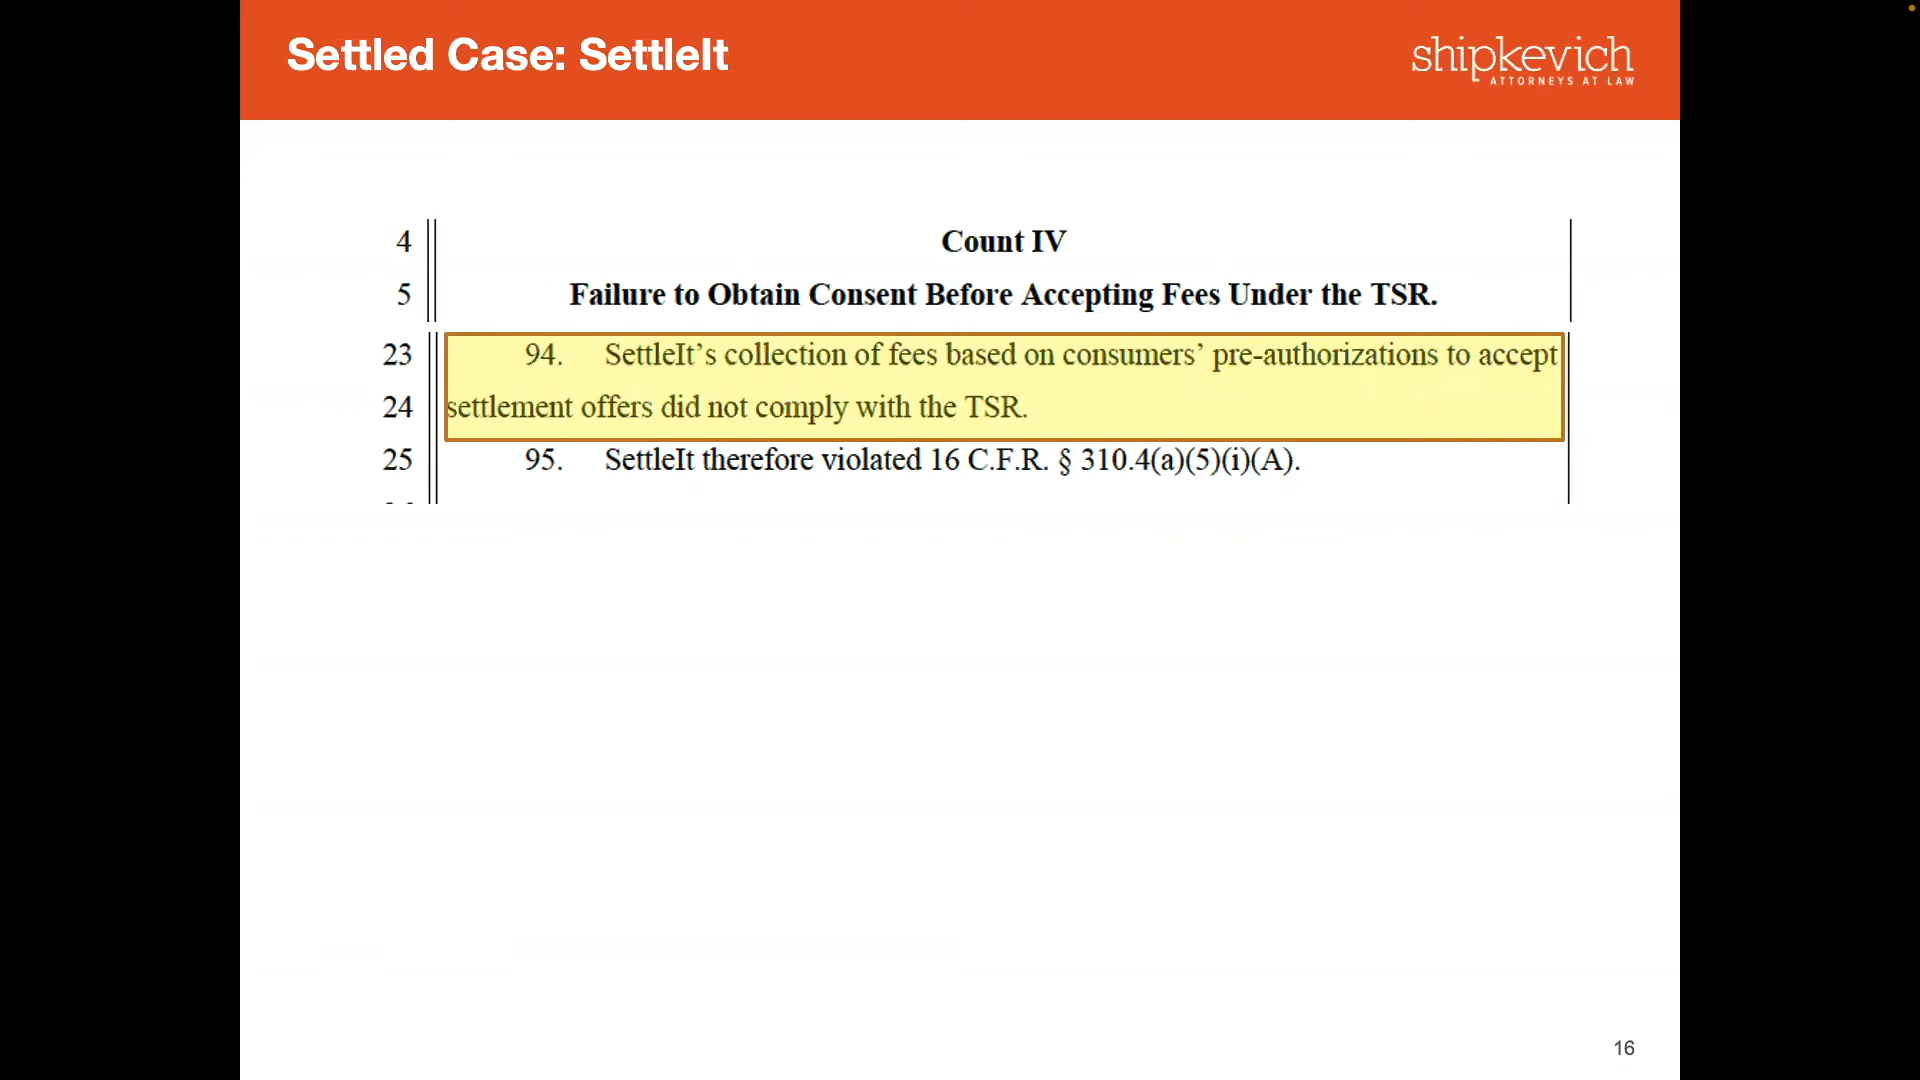 Settled Case: SettleIt
shipkevich
ATTORNEYS AT LAW
4 Count IV
5 Failure to Obtain Consent Before Accepting Fees Under the TSR.
23 94. SettleIt’s collection of fees based on consumers’ pre-authorizations to accept
24 settlement offers did not comply with the TSR.
25 95. SettleIt therefore violated 16 C.F.R. § 310.4(a)(5)(i)(A).
16